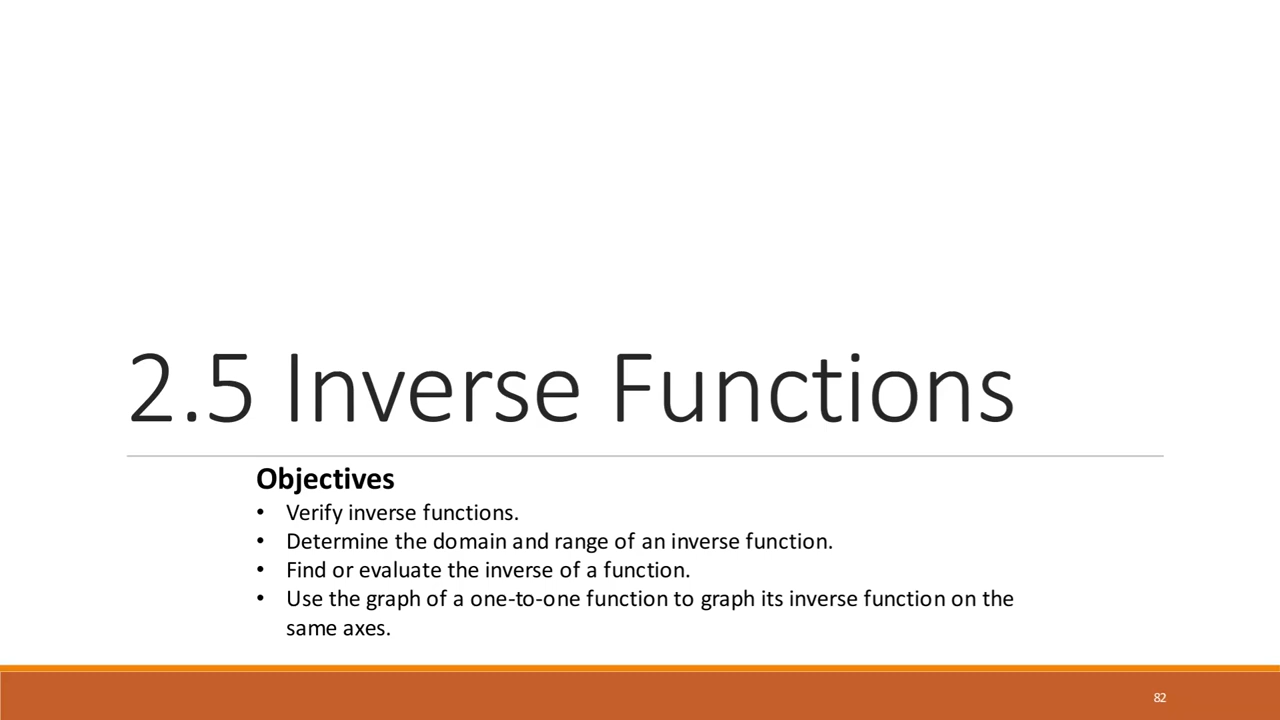 2.5 Inverse Functions
Objectives
• Verify inverse functions.
• Determine the domain and range of an inverse function.
• Find or evaluate the inverse of a function.
• Use the graph of a one-to-one function to graph its inverse function on the
same axes.
82